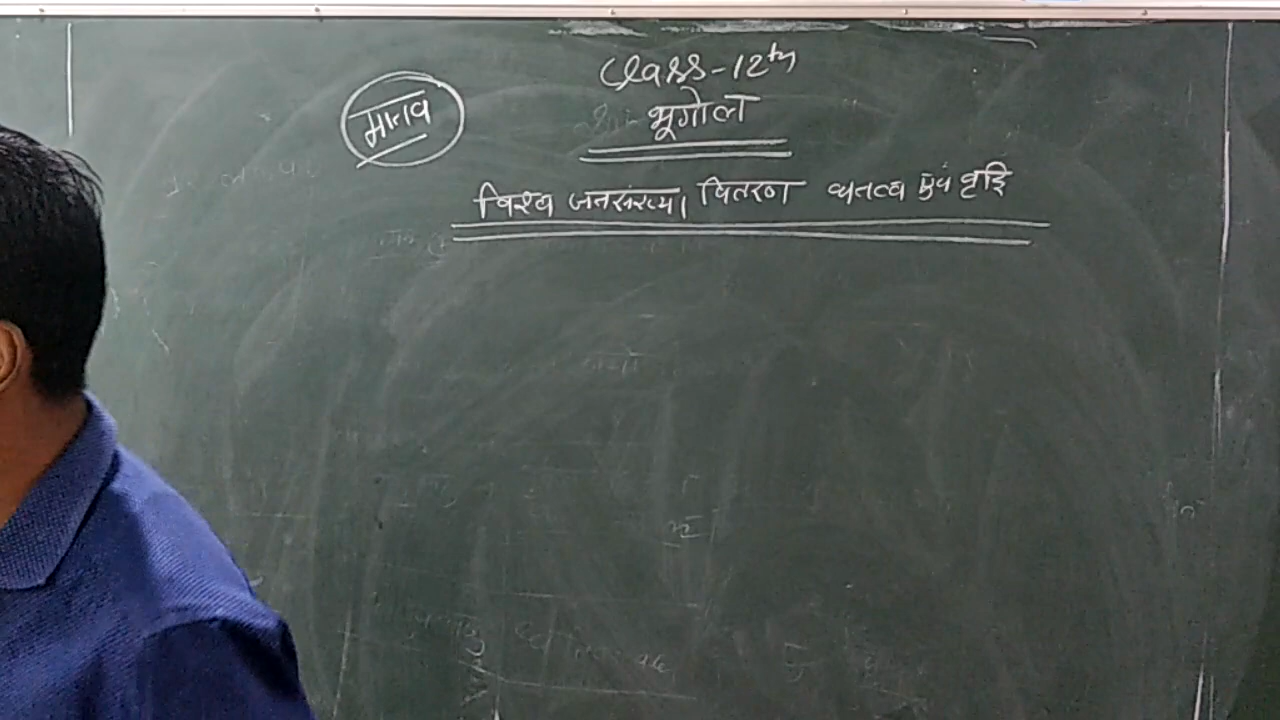 Class-12th
मानव
भूगोल
विश्व जनसंख्या वितरण घनत्व एवं वृद्धि